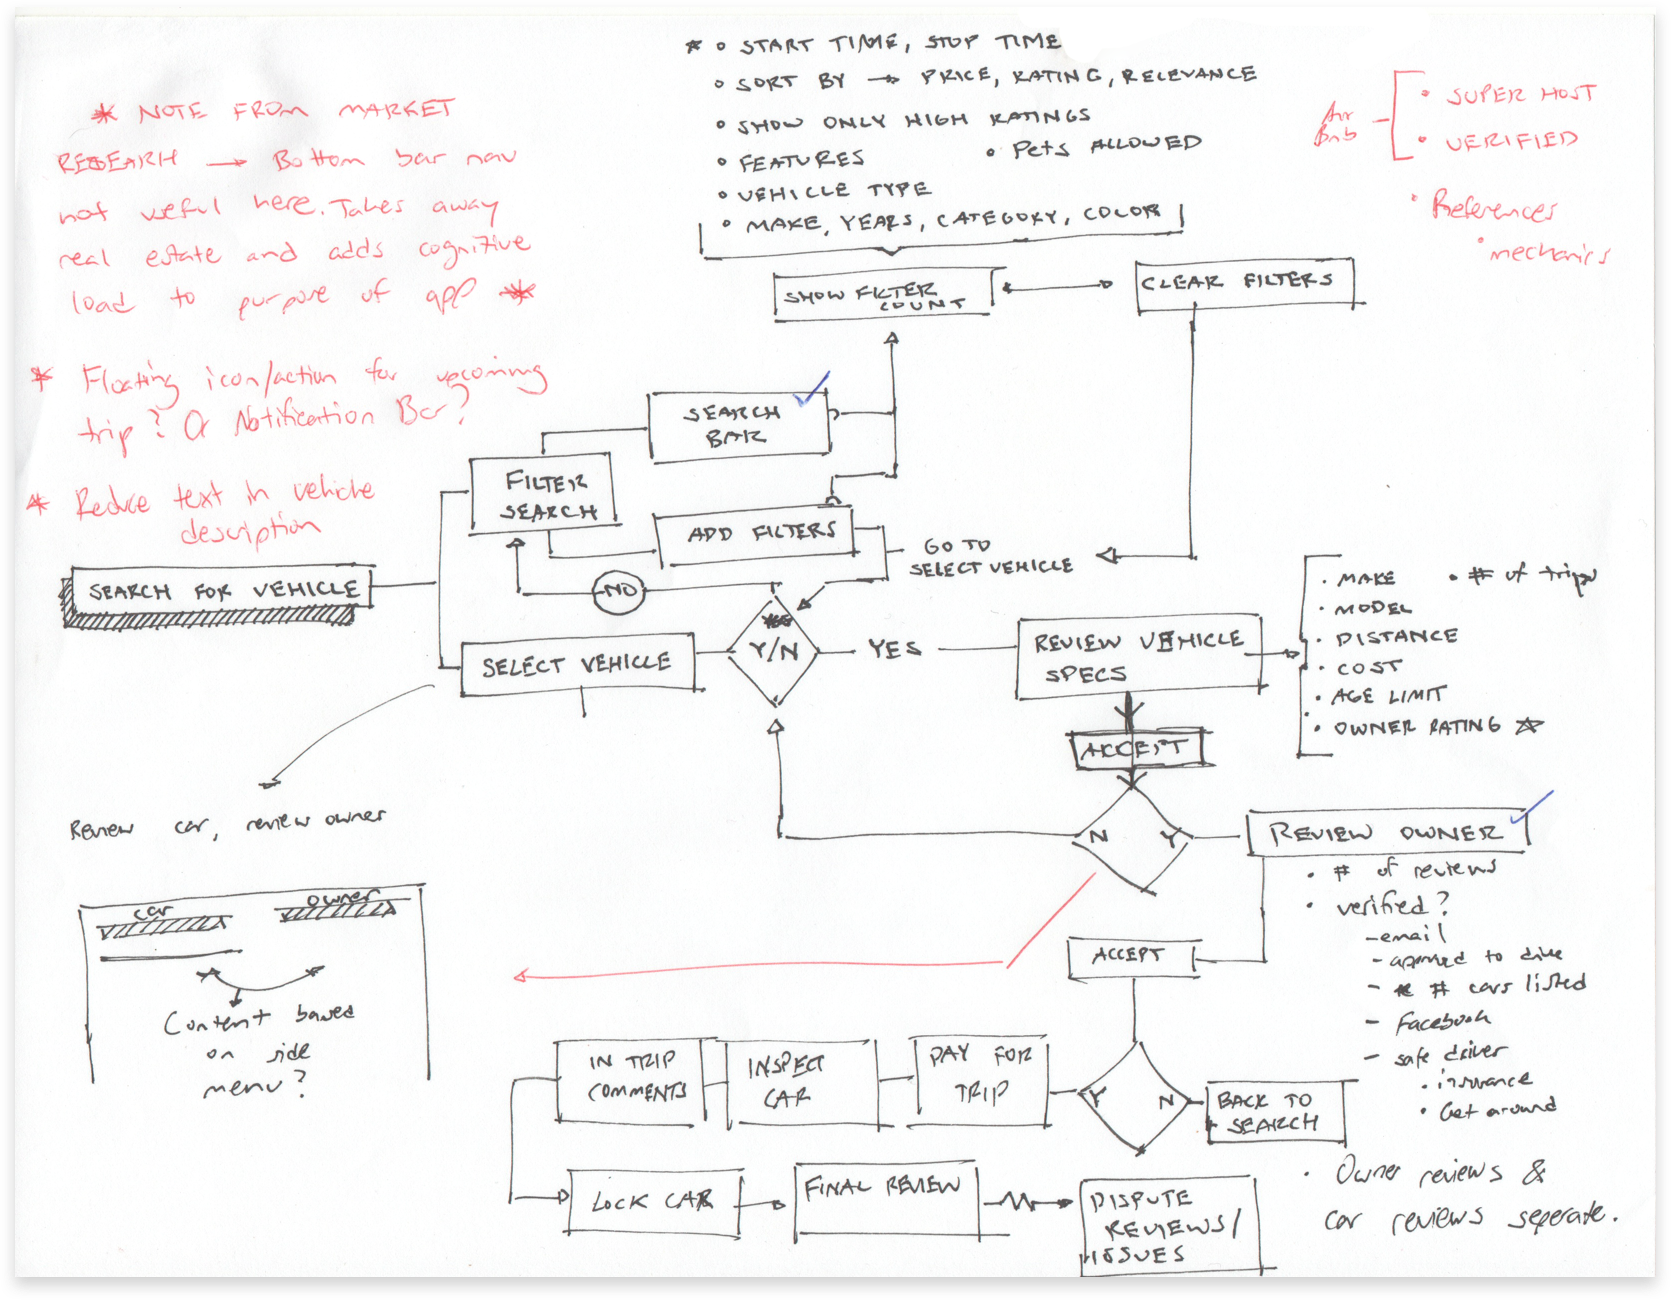 * NOTE FROM MARKET
RESEARH → Bottom bar nav
not useful here. Takes away
real estate and adds cognitive
load to purpose of app *
* Floating icon/action for upcoming
trip? Or Notification Bar?
* Reduce text in vehicle
description
* • START TIME, STOP TIME
• SORT BY → PRICE, RATING, RELEVANCE
• SHOW ONLY HIGH RATINGS
• FEATURES
• Pets ALLOWED
• VEHICLE TYPE
• MAKE, YEARS, CATEGORY, COLOR
Air
Bnb
• SUPER HOST
• VERIFIED
• References
• mechanics
SHOW FILTER
COUNT
CLEAR FILTERS
SEARCH
BAR
FILTER
SEARCH
ADD FILTERS
GO TO
SELECT VEHICLE
SEARCH FOR VEHICLE
NO
SELECT VEHICLE
Y/N
YES
REVIEW VEHICLE
SPECS
• MAKE
• # of trips
• MODEL
• DISTANCE
• COST
• AGE LIMIT
• OWNER RATING ☆
ACCEPT
N Y
REVIEW OWNER
• # of reviews
• verified?
- email
- approved to drive
- # cars listed
- Facebook
- safe driver
• insurance
• Get around
• Owner reviews &
car reviews seperate.
Review car, review owner
car
owner
Content based
on side
menu?
ACCEPT
Y N
BACK TO
SEARCH
PAY FOR
TRIP
INSPECT
CAR
IN TRIP
COMMENTS
LOCK CAR
FINAL REVIEW
DISPUTE
REVIEWS/
ISSUES